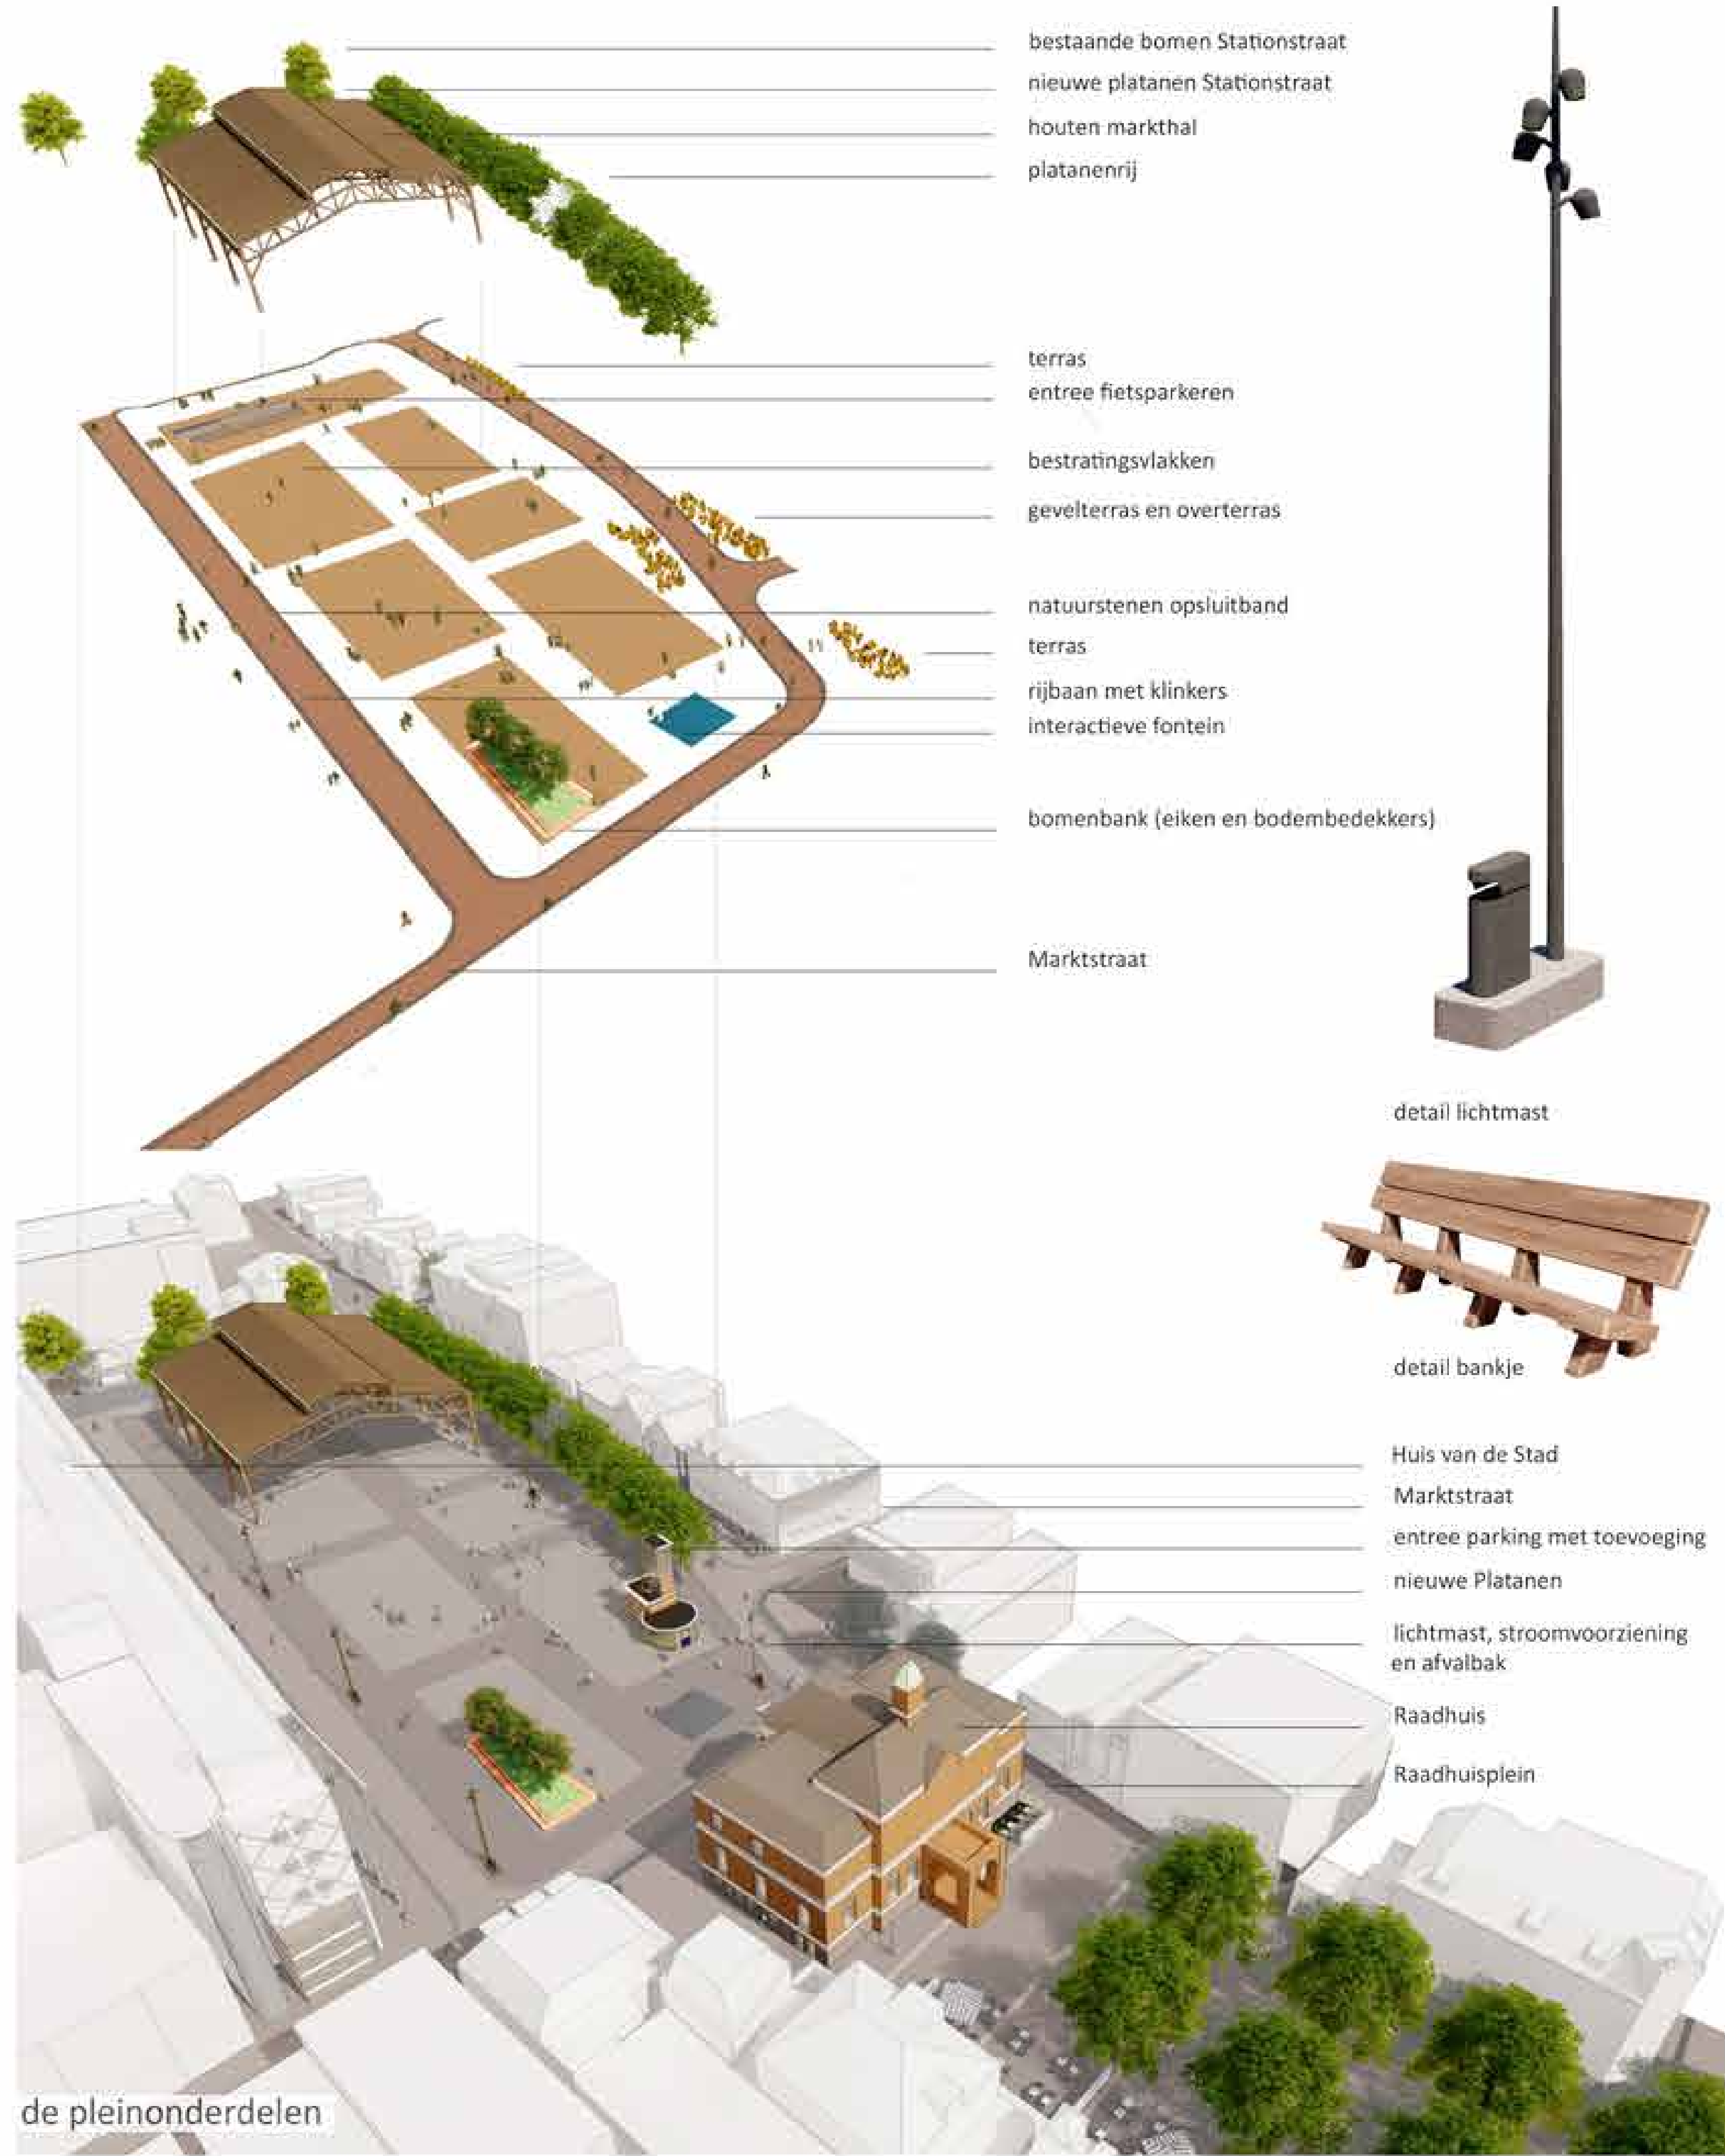 bestaande bomen Stationstraat
nieuwe platanen Stationstraat
houten markthal
platanenrij
terras
entree fietsparkeren
bestratingsvlakken
gevelterras en overterras
natuurstenen opsluitband
terras
rijbaan met klinkers
interactieve fontein
bomenbank (eiken en bodembedekkers)
Marktstraat
detail lichtmast
detail bankje
Huis van de Stad
Marktstraat
entree parking met toevoeging
nieuwe Platanen
lichtmast, stroomvoorziening
en afvalbak
Raadhuis
Raadhuisplein
de pleinonderdelen